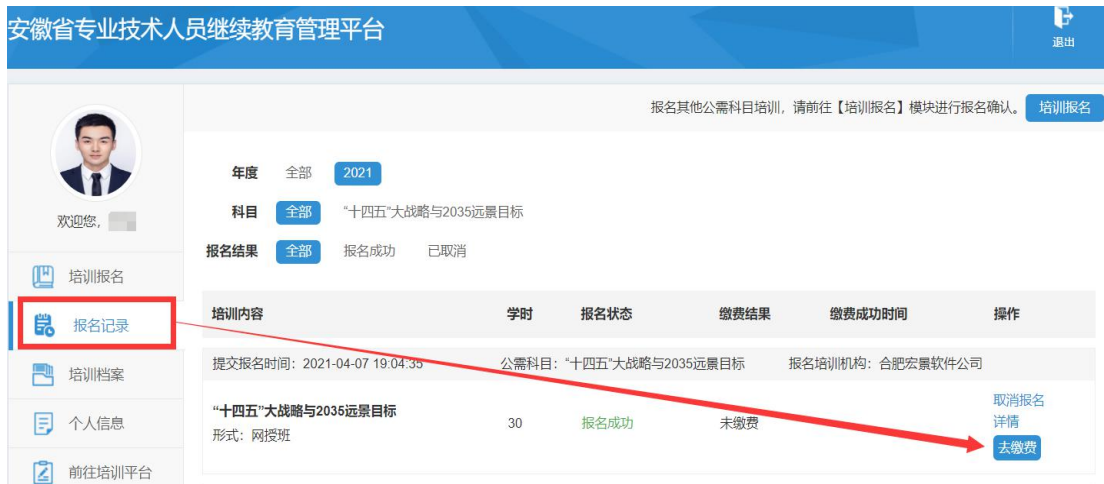 安徽省专业技术人员继续教育管理平台
退出
报名其他公需科目培训，请前往【培训报名】模块进行报名确认。 培训报名
年度 全部 2021
科目 全部 “十四五”大战略与2035远景目标
报名结果 全部 报名成功 已取消
欢迎您,
培训报名
报名记录
培训档案
个人信息
前往培训平台
培训内容 学时 报名状态 缴费结果 缴费成功时间 操作
提交报名时间：2021-04-07 19:04:35 公需科目：“十四五”大战略与2035远景目标 报名培训机构：合肥宏景软件公司
“十四五”大战略与2035远景目标
形式：网授班
30 报名成功 未缴费
取消报名
详情
去缴费